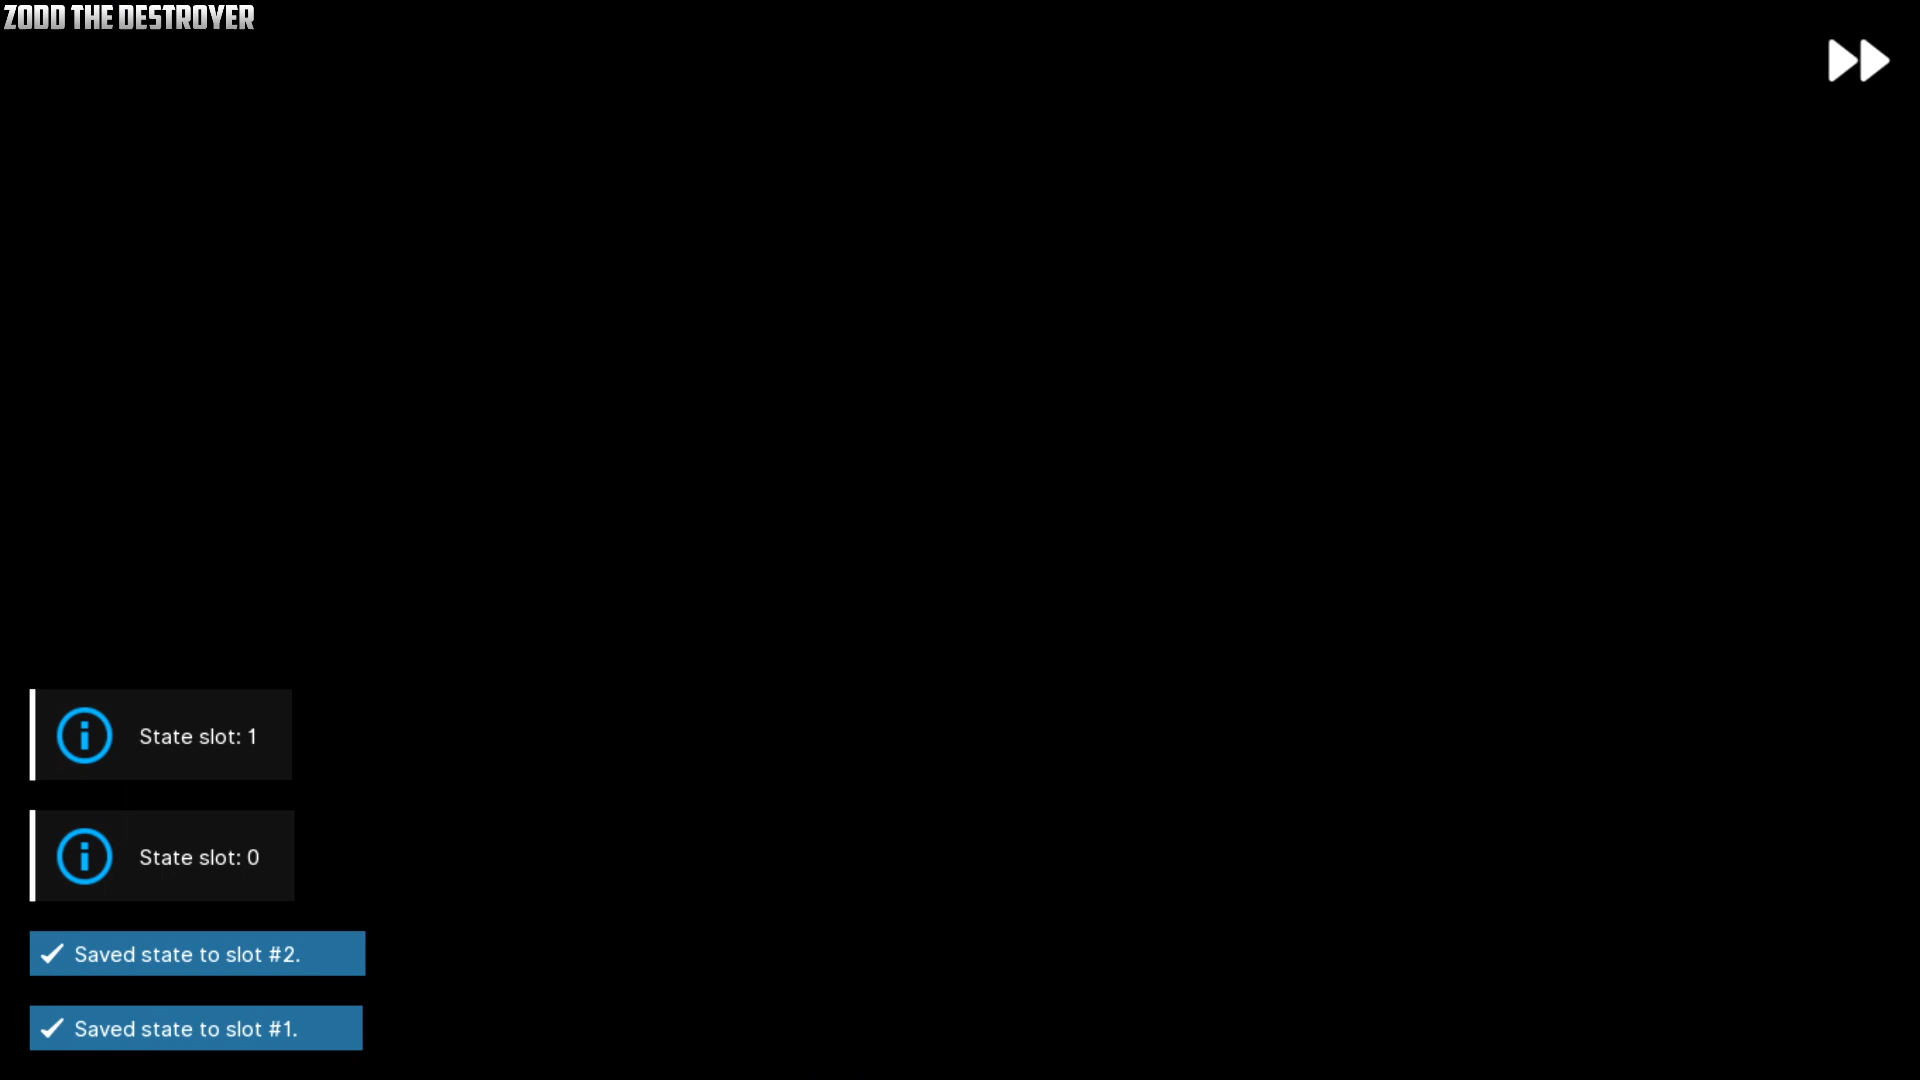 ZODD THE DESTROYER
State slot: 1
State slot: 0
Saved state to slot #2.
Saved state to slot #1.